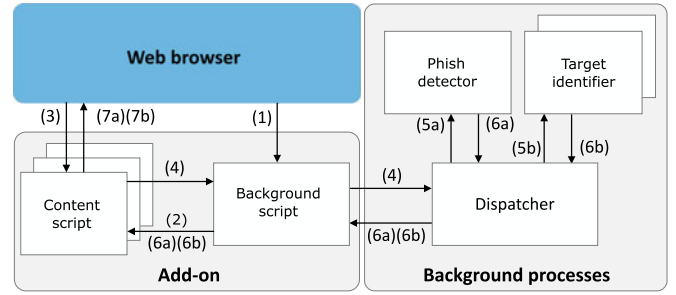 Web browser
Phish
detector
Target
identifier
(3)
(7a)(7b)
(1)
(5a)
(6a)
(5b)
(6b)
Content
script
(4)
(2)
(6a)(6b)
Background
script
(4)
(6a)(6b)
Dispatcher
Add-on
Background processes